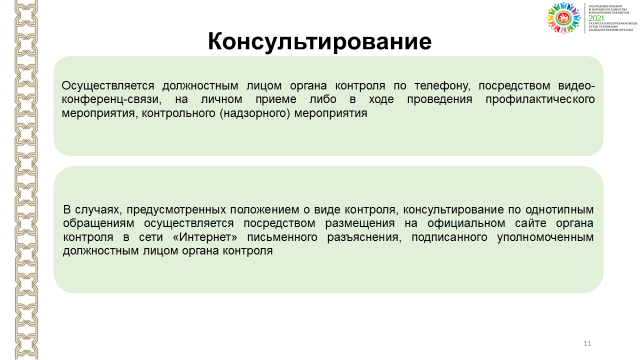 2021
Консультирование
Осуществляется должностным лицом органа контроля по телефону, посредством видео-
конференц-связи, на личном приеме либо в ходе проведения профилактического
мероприятия, контрольного (надзорного) мероприятия
В случаях, предусмотренных положением о виде контроля, консультирование по однотипным
обращениям осуществляется посредством размещения на официальном сайте органа
контроля в сети «Интернет» письменного разъяснения, подписанного уполномоченным
должностным лицом органа контроля
11